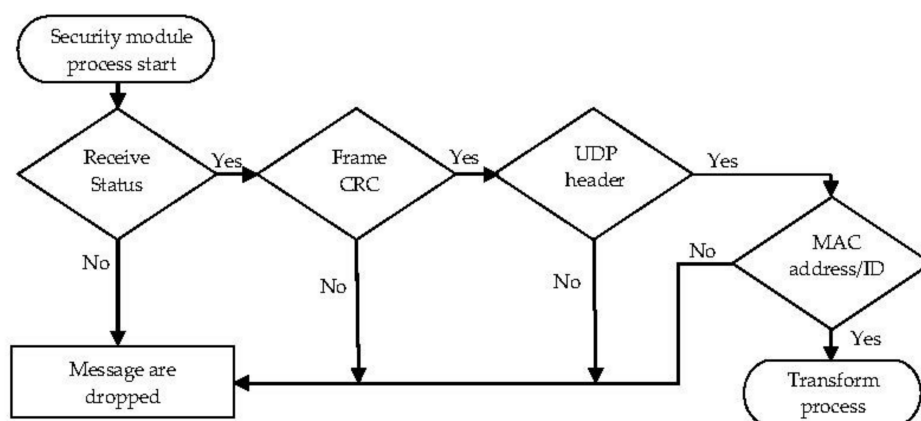 Security module
process start
Receive
Status
Yes
Frame
CRC
Yes
UDP
header
Yes
MAC
address/ID
No
No
No
No
Yes
Message are
dropped
Transform
process